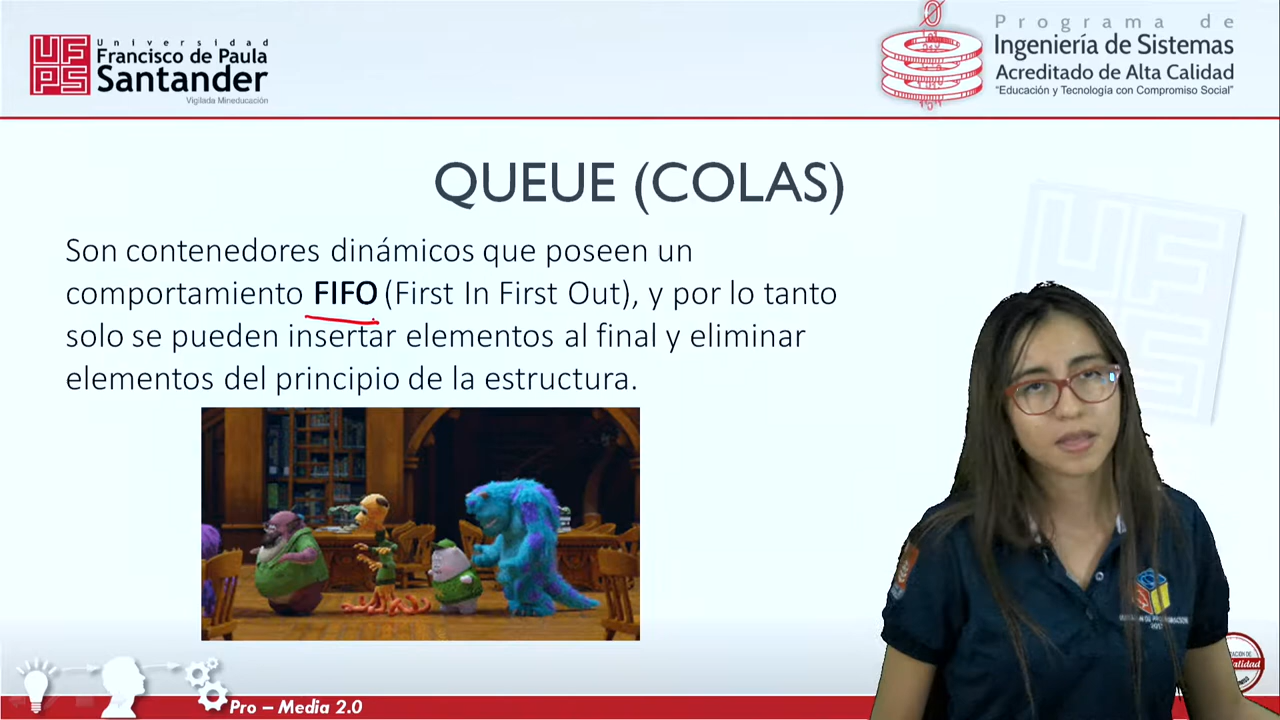 UFPS
Universidad
Francisco de Paula
Santander
Vigilada Mineducación
Programa de
Ingeniería de Sistemas
Acreditado de Alta Calidad
"Educación y Tecnología con Compromiso Social"
QUEUE (COLAS)
Son contenedores dinámicos que poseen un
comportamiento FIFO (First In First Out), y por lo tanto
solo se pueden insertar elementos al final y eliminar
elementos del principio de la estructura.
Pro – Media 2.0